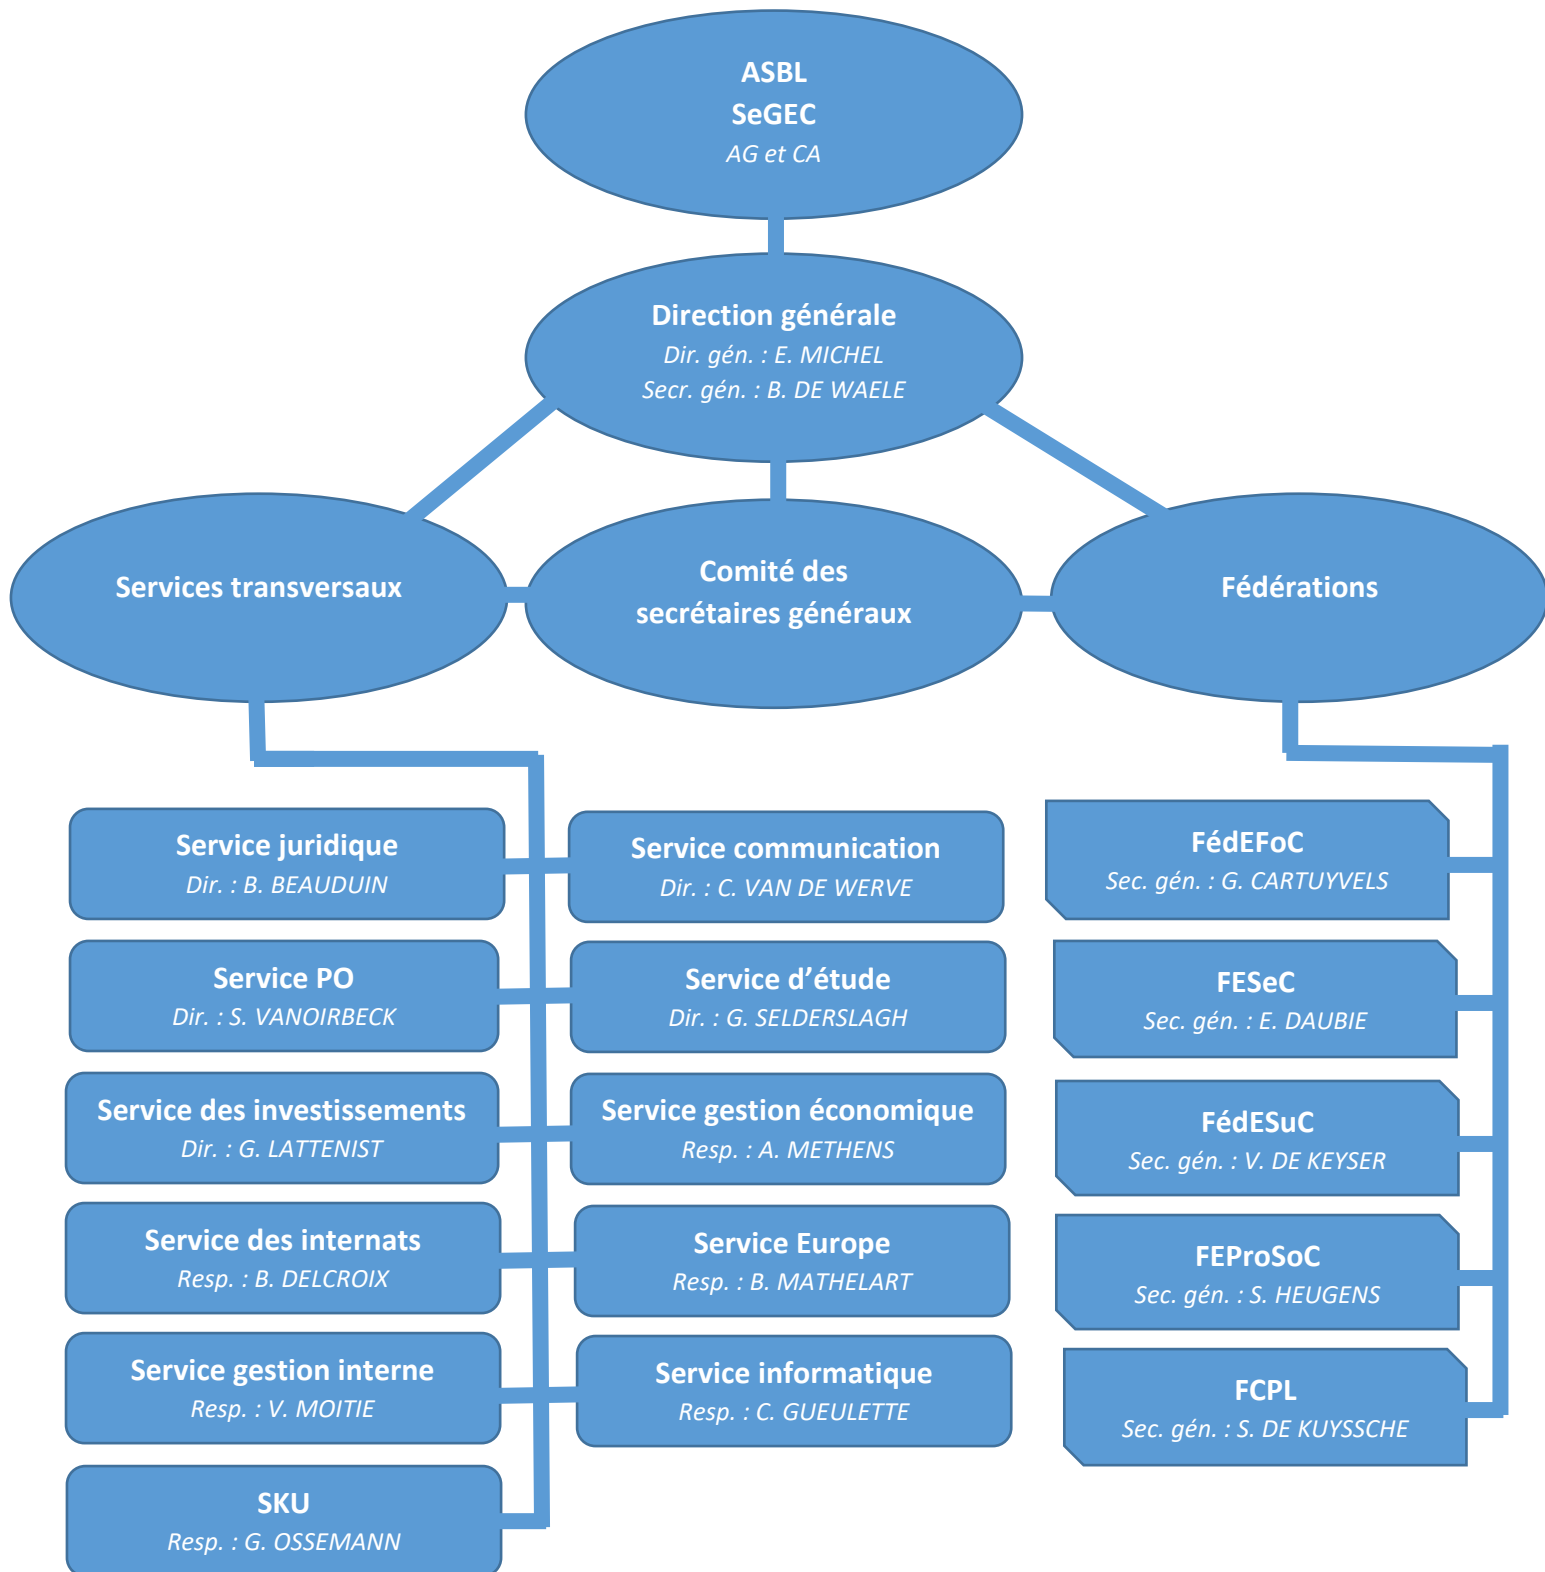 ASBL
SeGEC
AG et CA
Direction générale
Dir. gén. : E. MICHEL
Secr. gén. : B. DE WAELE
Services transversaux
Comité des
secrétaires généraux
Fédérations
Service juridique
Dir. : B. BEAUDUIN
Service communication
Dir. : C. VAN DE WERVE
FédEFoC
Sec. gén. : G. CARTUYVELS
Service PO
Dir. : S. VANOIRBECK
Service d’étude
Dir. : G. SELDERSLAGH
FESeC
Sec. gén. : E. DAUBIE
Service des investissements
Dir. : G. LATTENIST
Service gestion économique
Resp. : A. METHENS
FédESuC
Sec. gén. : V. DE KEYSER
Service des internats
Resp. : B. DELCROIX
Service Europe
Resp. : B. MATHELART
FEProSoC
Sec. gén. : S. HEUGENS
Service gestion interne
Resp. : V. MOITIE
Service informatique
Resp. : C. GUEULETTE
FCPL
Sec. gén. : S. DE KUYSSCHE
SKU
Resp. : G. OSSEMANN